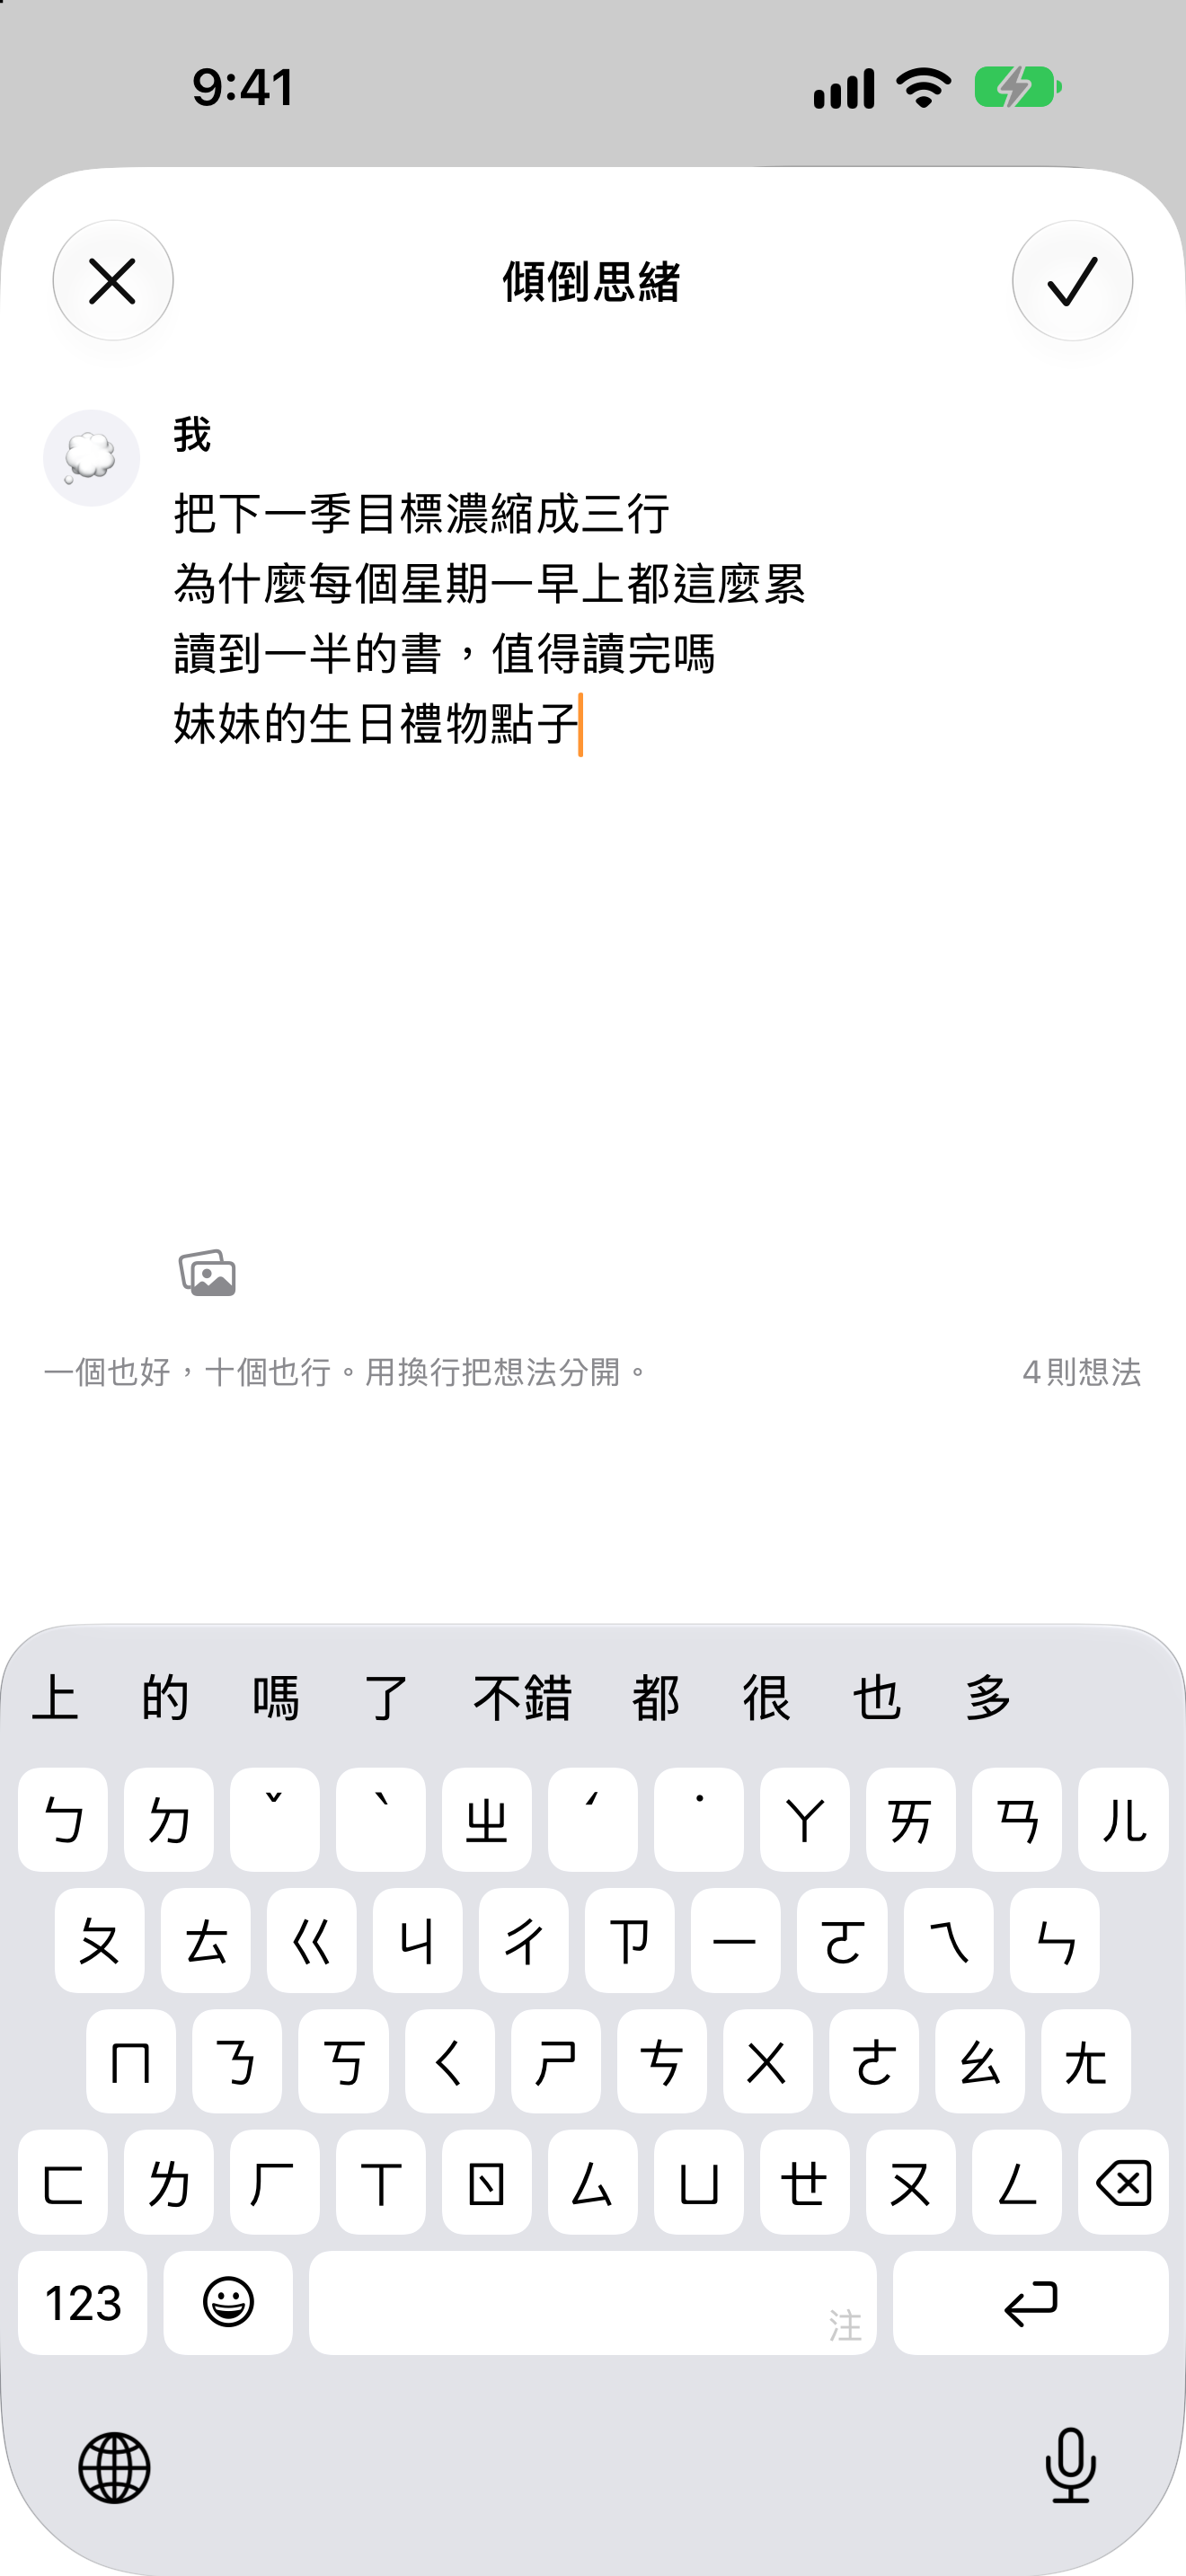 9:41
傾倒思緒
我
把下一季目標濃縮成三行
為什麼每個星期一早上都這麼累
讀到一半的書，值得讀完嗎
妹妹的生日禮物點子
一個也好，十個也行。用換行把想法分開。
4 則想法
上 的 嗎 了 不錯 都 很 也 多
ㄅ ㄉ ˇ ˋ ㄓ ˊ ˙ ㄚ ㄞ ㄢ ㄦ
ㄆ ㄊ ㄍ ㄐ ㄔ ㄗ ㄧ ㄛ ㄟ ㄣ
ㄇ ㄋ ㄎ ㄑ ㄕ ㄘ ㄨ ㄜ ㄠ ㄤ
ㄈ ㄌ ㄏ ㄒ ㄖ ㄙ ㄩ ㄝ ㄡ ㄥ
123 注